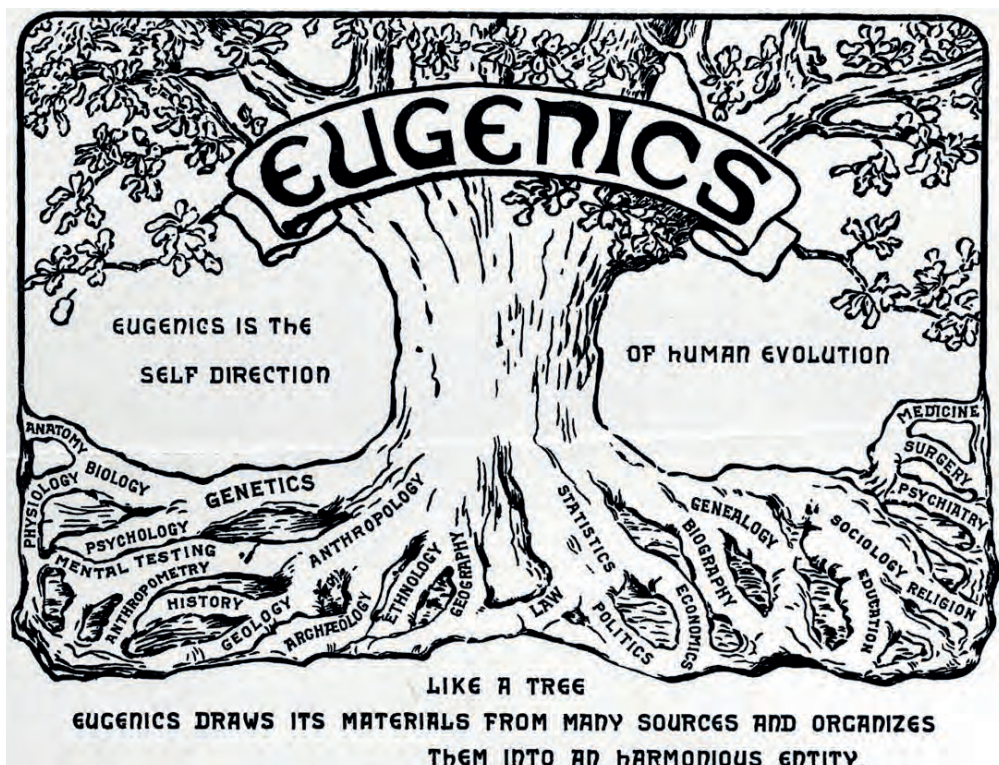 EUGENICS
EUGENICS IS THE
SELF DIRECTION
OF HUMAN EVOLUTION
ANATOMY
BIOLOGY
PHYSIOLOGY
GENETICS
PSYCHOLOGY
MENTAL TESTING
ANTHROPOMETRY
HISTORY
GEOLOGY
ANTHROPOLOGY
ARCHÆOLOGY
ETHNOLOGY
GEOGRAPHY
LAW
STATISTICS
POLITICS
ECONOMICS
BIOGRAPHY
GENEALOGY
EDUCATION
SOCIOLOGY
RELIGION
PSYCHIATRY
SURGERY
MEDICINE
LIKE A TREE
EUGENICS DRAWS ITS MATERIALS FROM MANY SOURCES AND ORGANIZES
THEM INTO AN HARMONIOUS ENTITY.